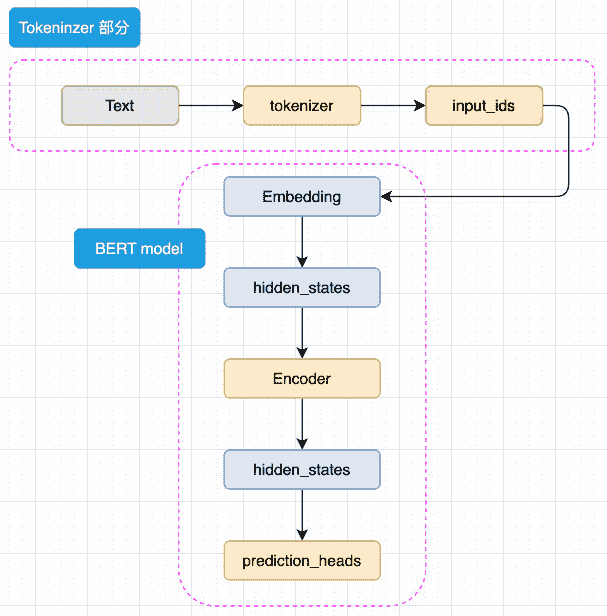 Tokeninzer 部分
Text
tokenizer
input_ids
Embedding
BERT model
hidden_states
Encoder
hidden_states
prediction_heads